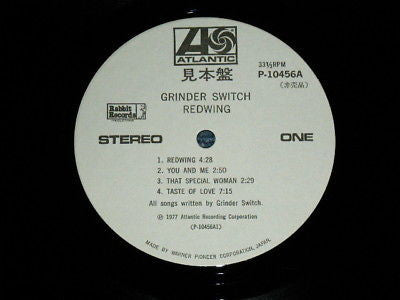 ATLANTIC
見本盤
33⅓RPM
P-10456A
(非売品)
GRINDER SWITCH
REDWING
Rabbit
Records
STEREO
ONE
1. REDWING 4:28
2. YOU AND ME 2:50
3. THAT SPECIAL WOMAN 2:29
4. TASTE OF LOVE 7:15
All songs written by Grinder Switch.
Ⓟ 1977 Atlantic Recording Corporation
(P-10456A1)
MADE BY WARNER PIONEER CORPORATION, JAPAN.